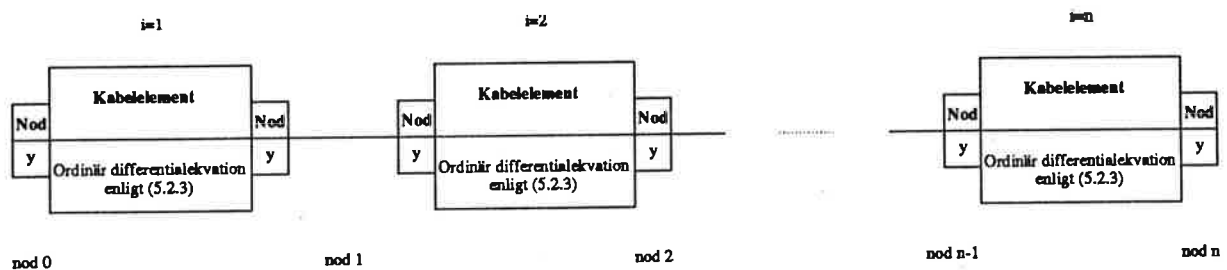 i=1
i=2
i=n
Kabelelement
Kabelelement
Kabelelement
Nod
Nod
Nod
Nod
Nod
Nod
y
y
y
y
y
y
Ordinär differentialekvation
enligt (5.2.3)
Ordinär differentialekvation
enligt (5.2.3)
Ordinär differentialekvation
enligt (5.2.3)
nod 0
nod 1
nod 2
nod n-1
nod n